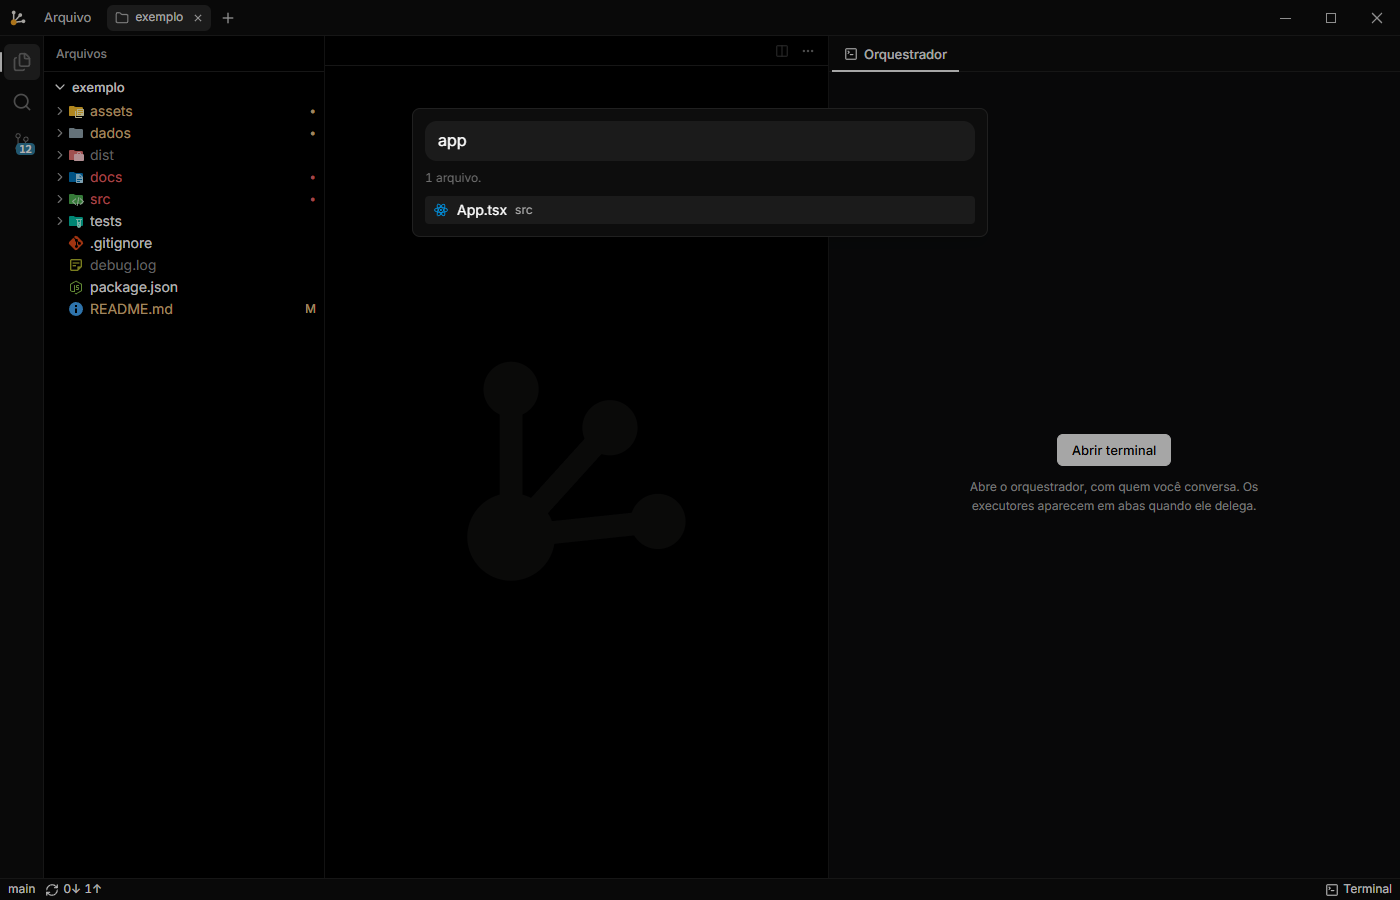 Arquivo
exemplo
Arquivos
Orquestrador
exemplo
assets
dados
dist
docs
src
tests
.gitignore
debug.log
package.json
README.md M
12
app
1 arquivo.
App.tsx src
Abrir terminal
Abre o orquestrador, com quem você conversa. Os
executores aparecem em abas quando ele delega.
main 0↓ 1↑
Terminal